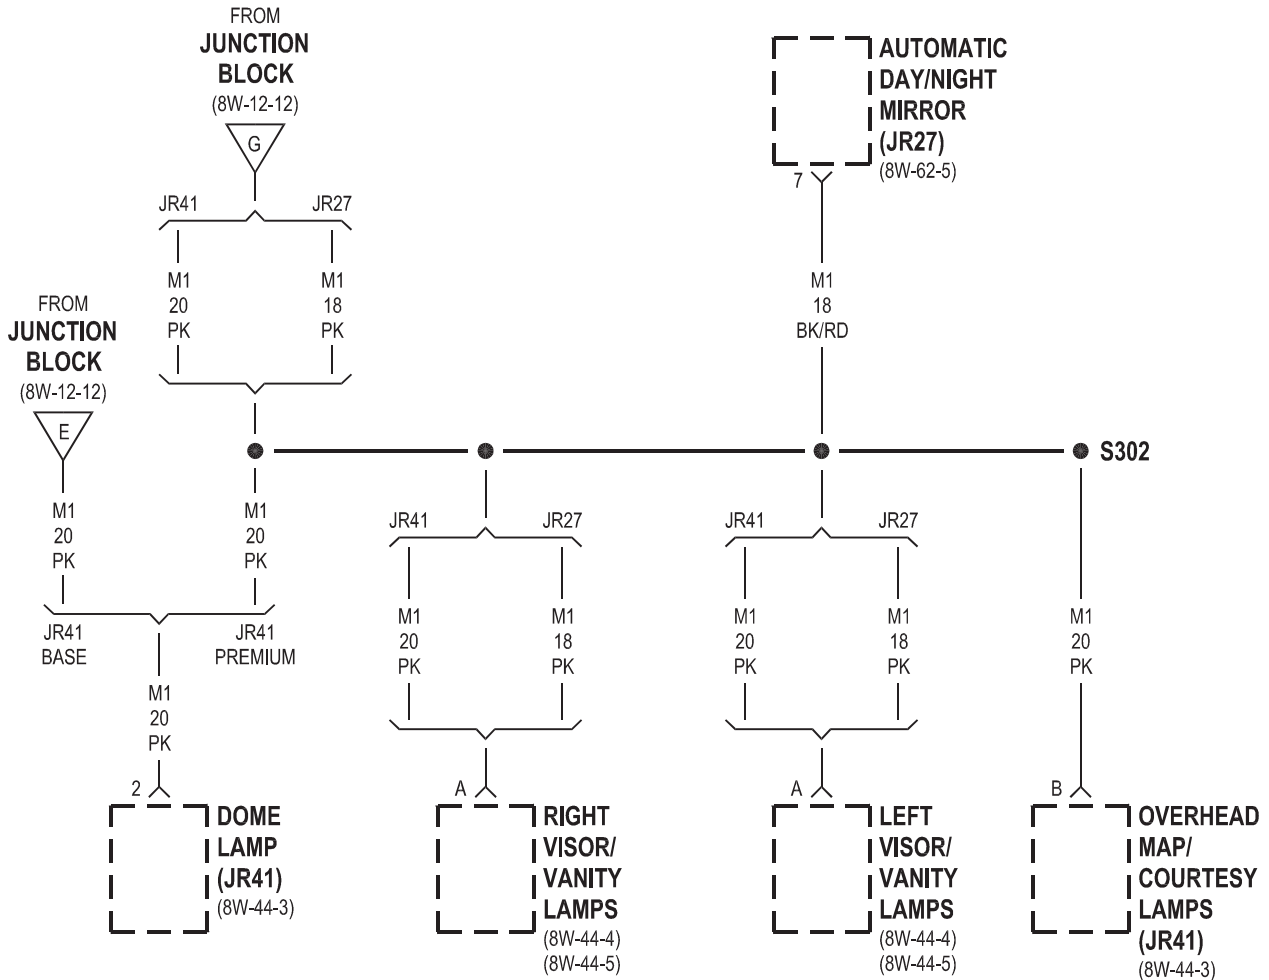 FROM
JUNCTION
BLOCK
(8W-12-12)
G
JR41
JR27
M1
20
PK
M1
18
PK
AUTOMATIC
DAY/NIGHT
MIRROR
(JR27)
(8W-62-5)
7
M1
18
BK/RD
FROM
JUNCTION
BLOCK
(8W-12-12)
E
S302
M1
20
PK
M1
20
PK
JR41
BASE
JR41
PREMIUM
M1
20
PK
2
DOME
LAMP
(JR41)
(8W-44-3)
JR41
JR27
M1
20
PK
M1
18
PK
A
RIGHT
VISOR/
VANITY
LAMPS
(8W-44-4)
(8W-44-5)
JR41
JR27
M1
20
PK
M1
18
PK
A
LEFT
VISOR/
VANITY
LAMPS
(8W-44-4)
(8W-44-5)
M1
20
PK
B
OVERHEAD
MAP/
COURTESY
LAMPS
(JR41)
(8W-44-3)